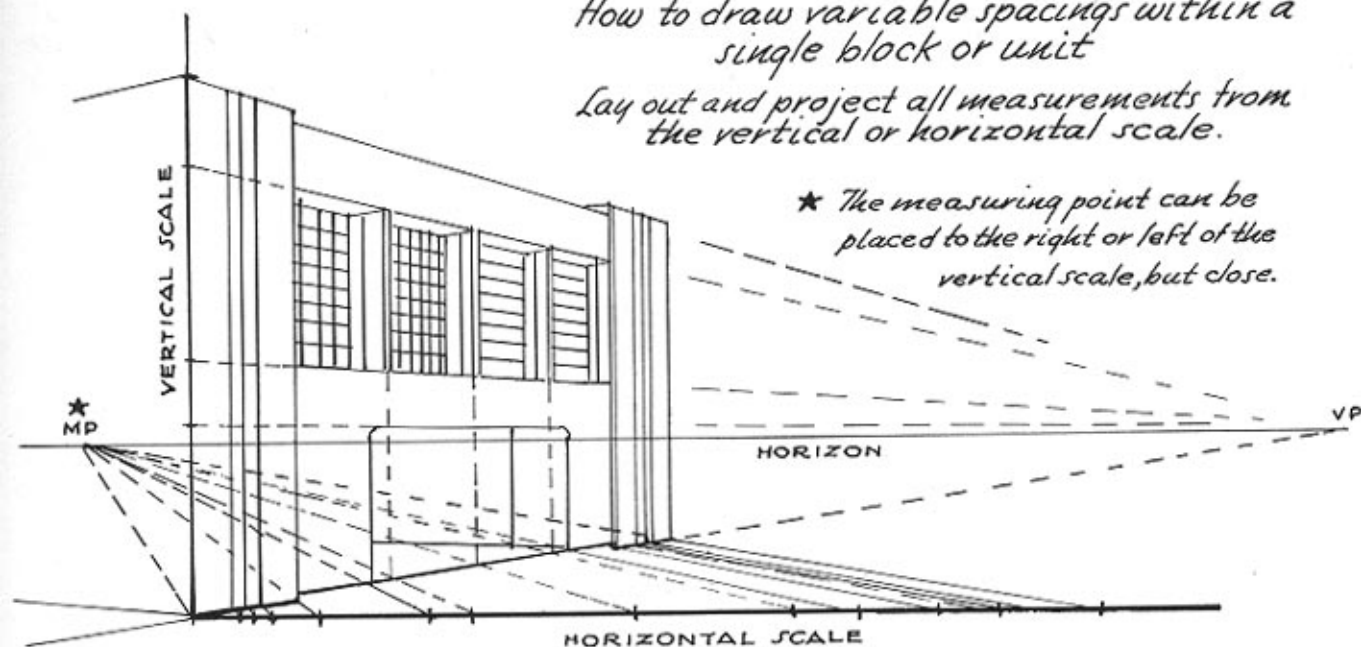 How to draw variable spacings within a
single block or unit
Lay out and project all measurements from
the vertical or horizontal scale.
★ The measuring point can be
placed to the right or left of the
vertical scale, but close.
VERTICAL SCALE
★
MP
VP
HORIZON
HORIZONTAL SCALE